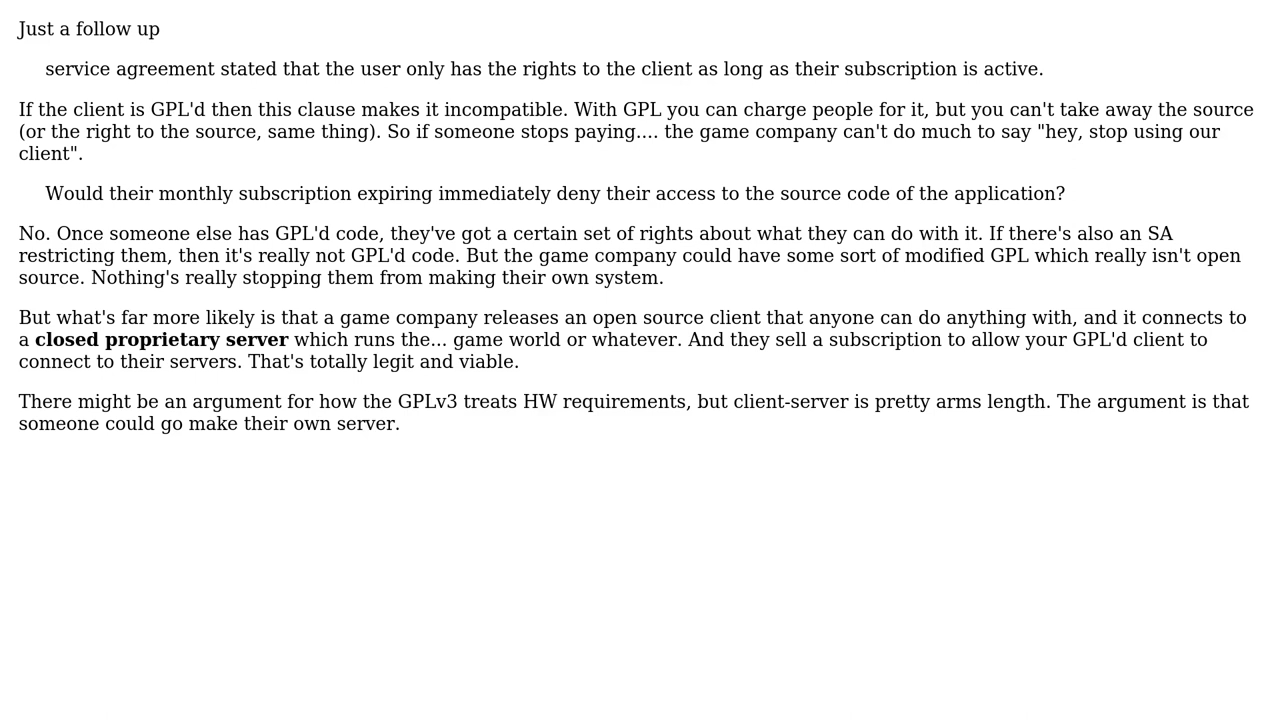 Just a follow up
service agreement stated that the user only has the rights to the client as long as their subscription is active.
If the client is GPL'd then this clause makes it incompatible. With GPL you can charge people for it, but you can't take away the source
(or the right to the source, same thing). So if someone stops paying.... the game company can't do much to say "hey, stop using our
client".
Would their monthly subscription expiring immediately deny their access to the source code of the application?
No. Once someone else has GPL'd code, they've got a certain set of rights about what they can do with it. If there's also an SA
restricting them, then it's really not GPL'd code. But the game company could have some sort of modified GPL which really isn't open
source. Nothing's really stopping them from making their own system.
But what's far more likely is that a game company releases an open source client that anyone can do anything with, and it connects to
a closed proprietary server which runs the... game world or whatever. And they sell a subscription to allow your GPL'd client to
connect to their servers. That's totally legit and viable.
There might be an argument for how the GPLv3 treats HW requirements, but client-server is pretty arms length. The argument is that
someone could go make their own server.